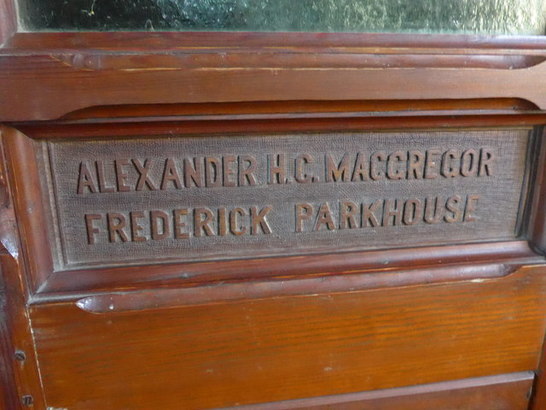 ALEXANDER H.C. MACGREGOR
FREDERICK PARKHOUSE